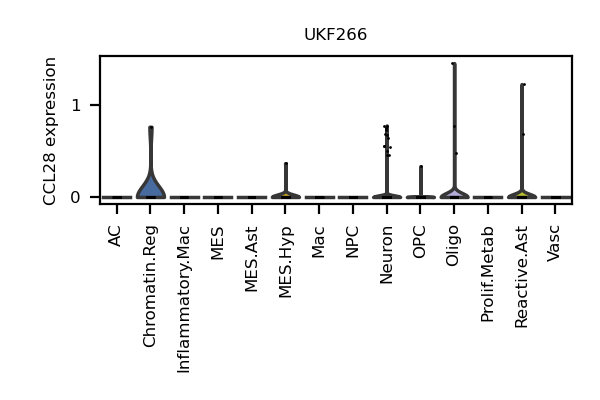 UKF266
CCL28 expression
1
0
AC
Chromatin.Reg
Inflammatory.Mac
MES
MES.Ast
MES.Hyp
Mac
NPC
Neuron
OPC
Oligo
Prolif.Metab
Reactive.Ast
Vasc